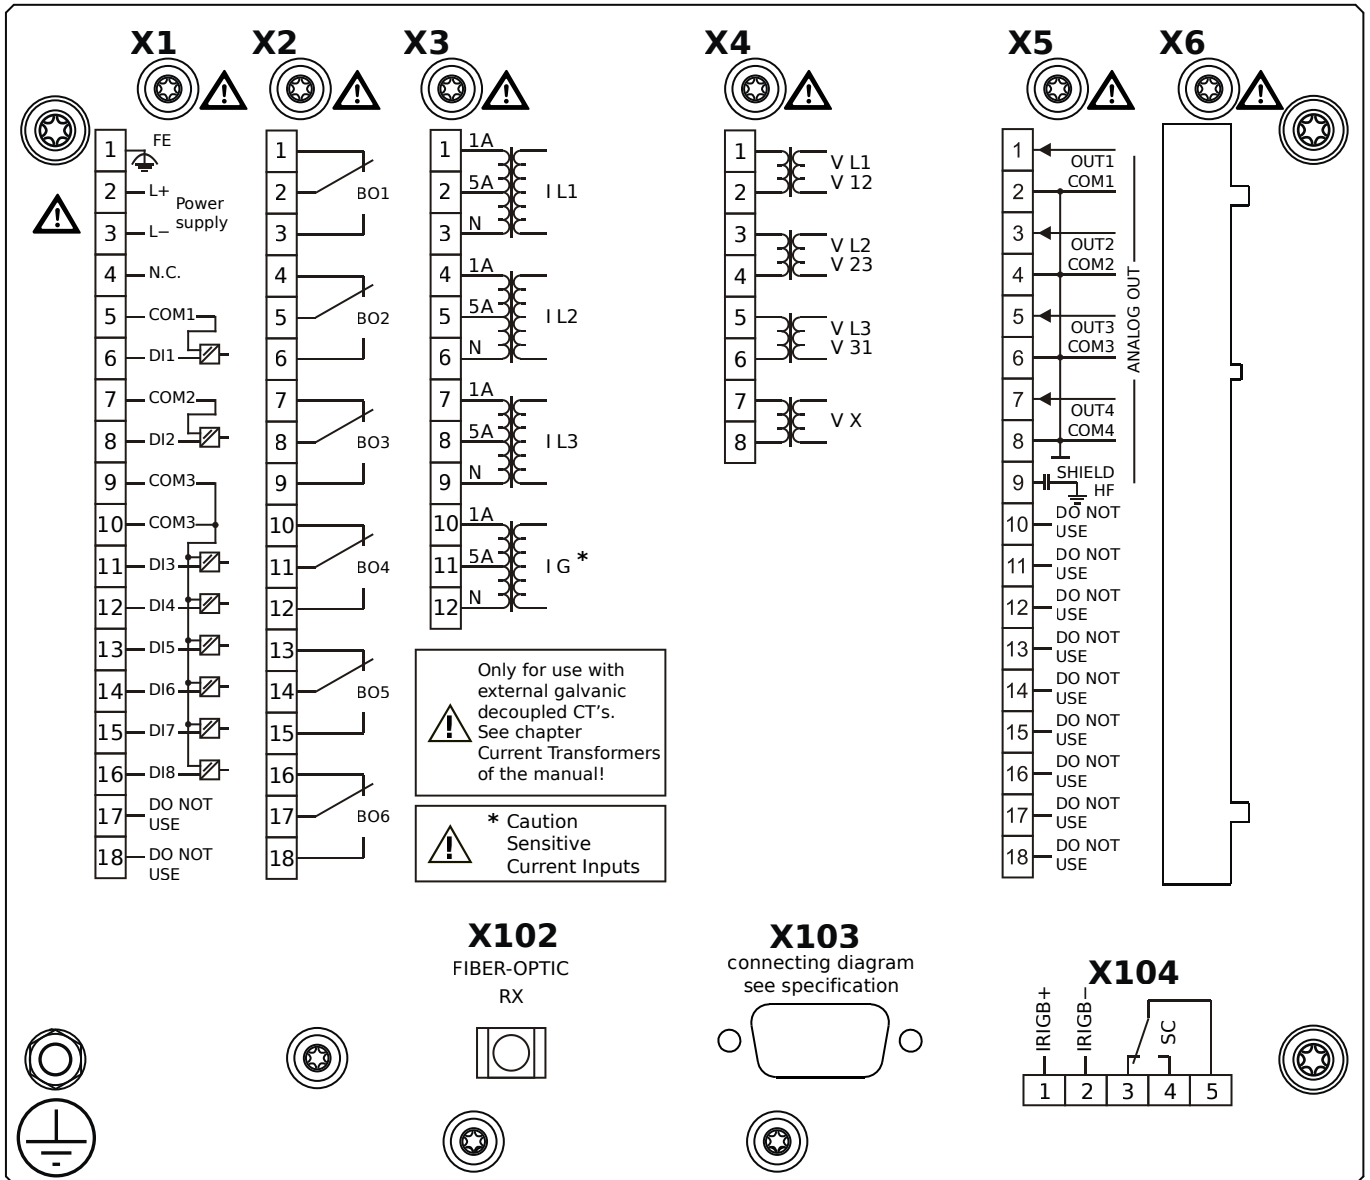 X1 X2 X3 X4 X5 X6
1 FE
2 L+
Power
supply
3 L−
4 N.C.
5 COM1
6 DI1
7 COM2
8 DI2
9 COM3
10 COM3
11 DI3
12 DI4
13 DI5
14 DI6
15 DI7
16 DI8
17 DO NOT
USE
18 DO NOT
USE
1
2 BO1
3
4
5 BO2
6
7
8 BO3
9
10
11 BO4
12
13
14 BO5
15
16
17 BO6
18
1 1A
2 5A I L1
3 N
4 1A
5 5A I L2
6 N
7 1A
8 5A I L3
9 N
10 1A
11 5A I G *
12 N
Only for use with
external galvanic
decoupled CT's.
See chapter
Current Transformers
of the manual!
* Caution
Sensitive
Current Inputs
1 V L1
2 V 12
3 V L2
4 V 23
5 V L3
6 V 31
7 V X
8
1 OUT1
2 COM1
3 OUT2
4 COM2
5 OUT3
6 COM3
7 OUT4
8 COM4
ANALOG OUT
9 SHIELD
HF
10 DO NOT
USE
11 DO NOT
USE
12 DO NOT
USE
13 DO NOT
USE
14 DO NOT
USE
15 DO NOT
USE
16 DO NOT
USE
17 DO NOT
USE
18 DO NOT
USE
X102
FIBER-OPTIC
RX
X103
connecting diagram
see specification
X104
IRIGB+ IRIGB− SC
1 2 3 4 5